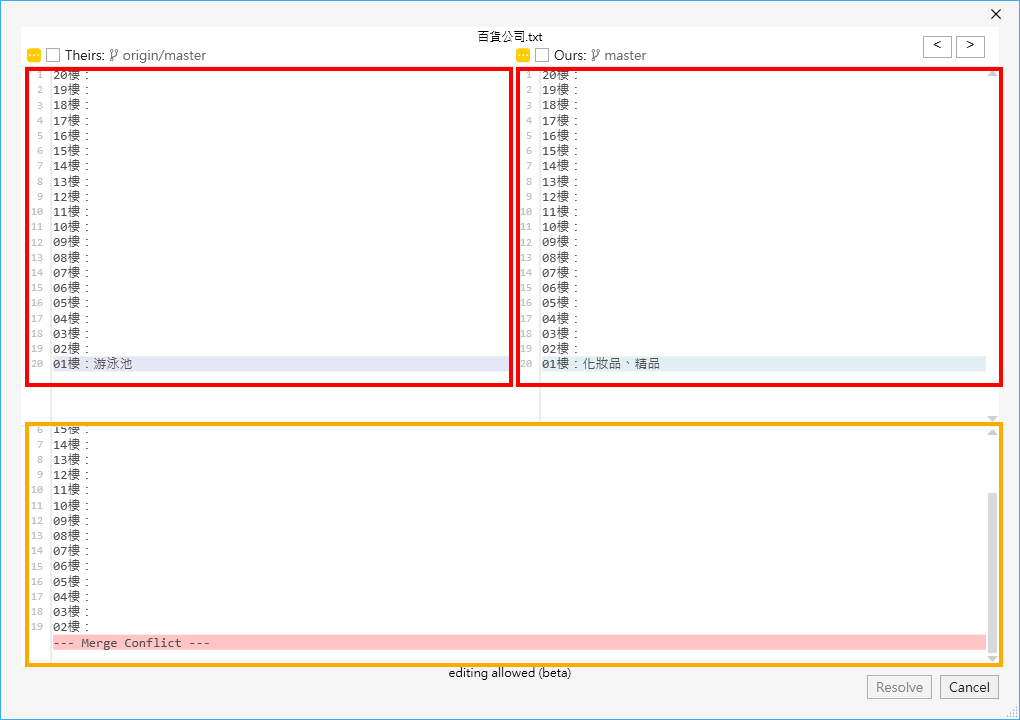 百貨公司.txt
Theirs: origin/master
Ours: master
< >
1 20樓：
2 19樓：
3 18樓：
4 17樓：
5 16樓：
6 15樓：
7 14樓：
8 13樓：
9 12樓：
10 11樓：
11 10樓：
12 09樓：
13 08樓：
14 07樓：
15 06樓：
16 05樓：
17 04樓：
18 03樓：
19 02樓：
20 01樓：游泳池
1 20樓：
2 19樓：
3 18樓：
4 17樓：
5 16樓：
6 15樓：
7 14樓：
8 13樓：
9 12樓：
10 11樓：
11 10樓：
12 09樓：
13 08樓：
14 07樓：
15 06樓：
16 05樓：
17 04樓：
18 03樓：
19 02樓：
20 01樓：化妝品、精品
6 15樓：
7 14樓：
8 13樓：
9 12樓：
10 11樓：
11 10樓：
12 09樓：
13 08樓：
14 07樓：
15 06樓：
16 05樓：
17 04樓：
18 03樓：
19 02樓：
--- Merge Conflict ---
editing allowed (beta)
Resolve Cancel